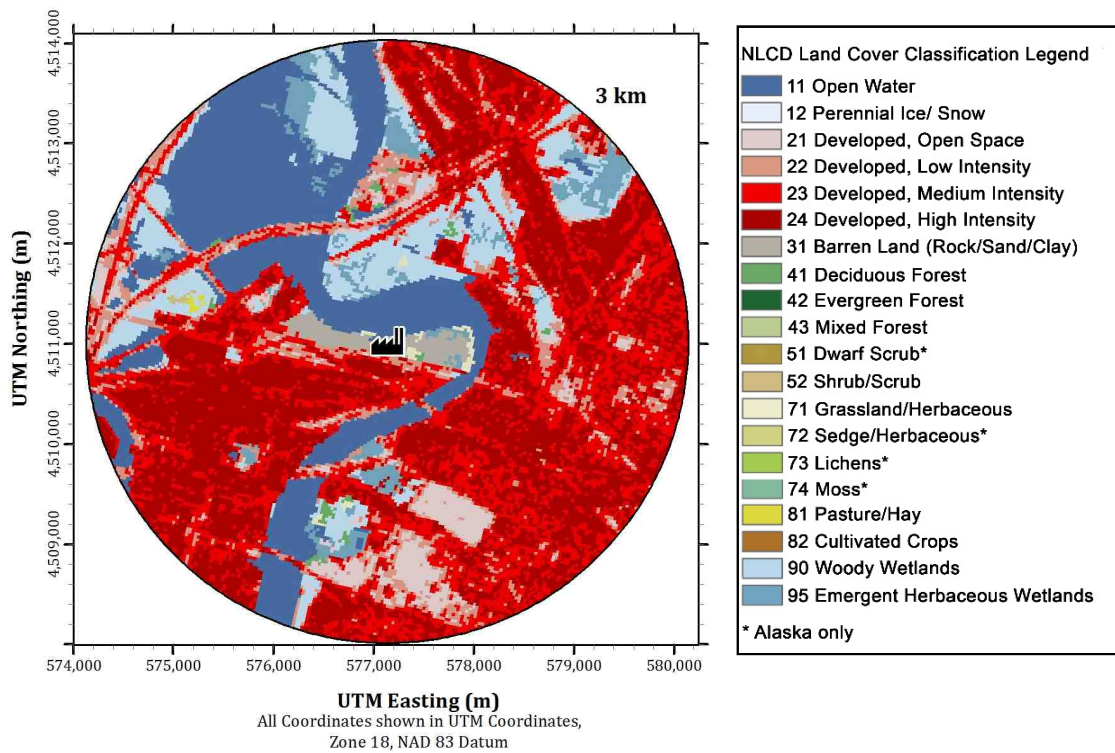 3 km
UTM Northing (m)
4,514,000
4,513,000
4,512,000
4,511,000
4,510,000
4,509,000
574,000
575,000
576,000
577,000
578,000
579,000
580,000
UTM Easting (m)
All Coordinates shown in UTM Coordinates,
Zone 18, NAD 83 Datum
NLCD Land Cover Classification Legend
11 Open Water
12 Perennial Ice/ Snow
21 Developed, Open Space
22 Developed, Low Intensity
23 Developed, Medium Intensity
24 Developed, High Intensity
31 Barren Land (Rock/Sand/Clay)
41 Deciduous Forest
42 Evergreen Forest
43 Mixed Forest
51 Dwarf Scrub*
52 Shrub/Scrub
71 Grassland/Herbaceous
72 Sedge/Herbaceous*
73 Lichens*
74 Moss*
81 Pasture/Hay
82 Cultivated Crops
90 Woody Wetlands
95 Emergent Herbaceous Wetlands
* Alaska only